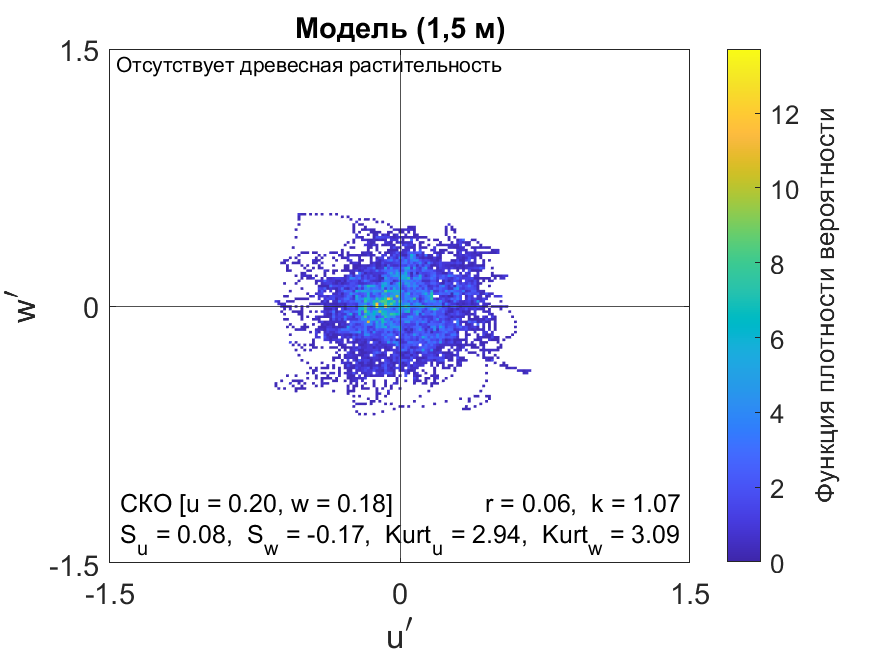 Модель (1,5 м)
1.5
Отсутствует древесная растительность
w′
0
СКО [u = 0.20, w = 0.18] r = 0.06, k = 1.07
S_u = 0.08, S_w = -0.17, Kurt_u = 2.94, Kurt_w = 3.09
-1.5
-1.5 0 1.5
u′
12
10
8
6
4
2
0
Функция плотности вероятности